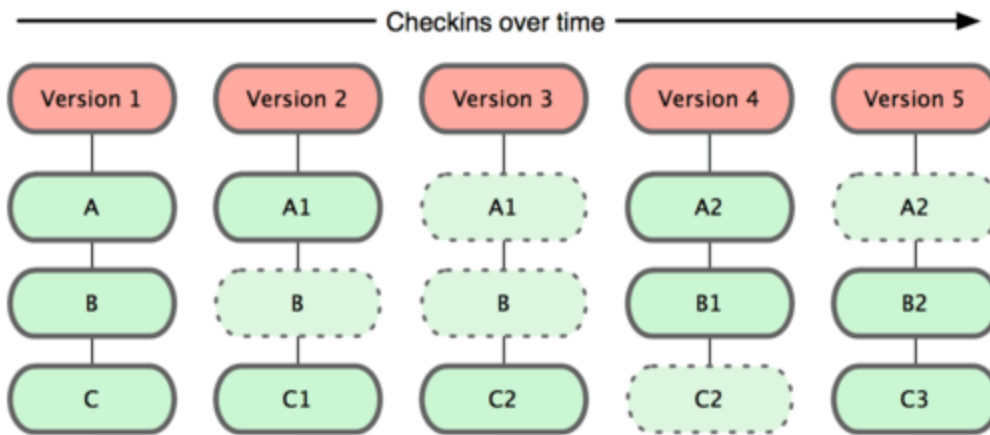 Checkins over time
Version 1 Version 2 Version 3 Version 4 Version 5
A A1 A1 A2 A2
B B B B1 B2
C C1 C2 C2 C3